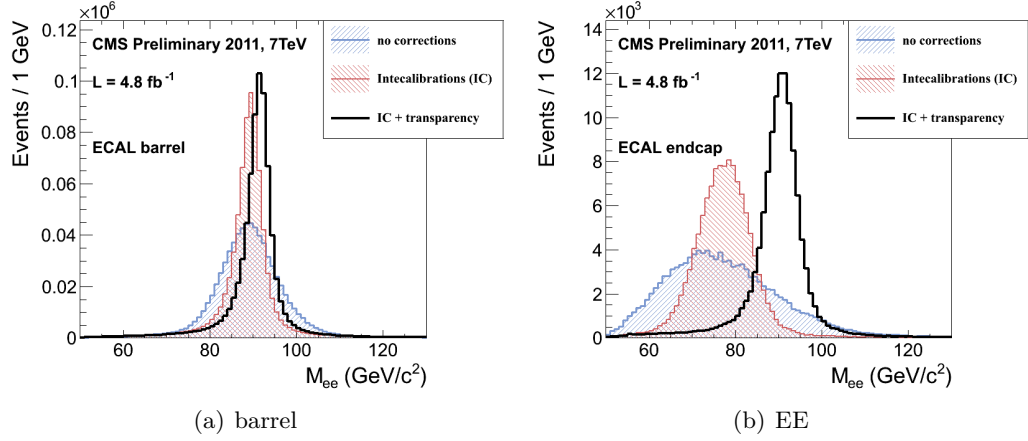 ×10⁶
0.12
0.1
0.08
0.06
0.04
0.02
0
Events / 1 GeV
CMS Preliminary 2011, 7TeV
L = 4.8 fb⁻¹
ECAL barrel
no corrections
Intecalibrations (IC)
IC + transparency
60
80
100
120
M_ee (GeV/c²)
(a) barrel
×10³
14
12
10
8
6
4
2
0
Events / 1 GeV
CMS Preliminary 2011, 7TeV
L = 4.8 fb⁻¹
ECAL endcap
no corrections
Intecalibrations (IC)
IC + transparency
60
80
100
120
M_ee (GeV/c²)
(b) EE